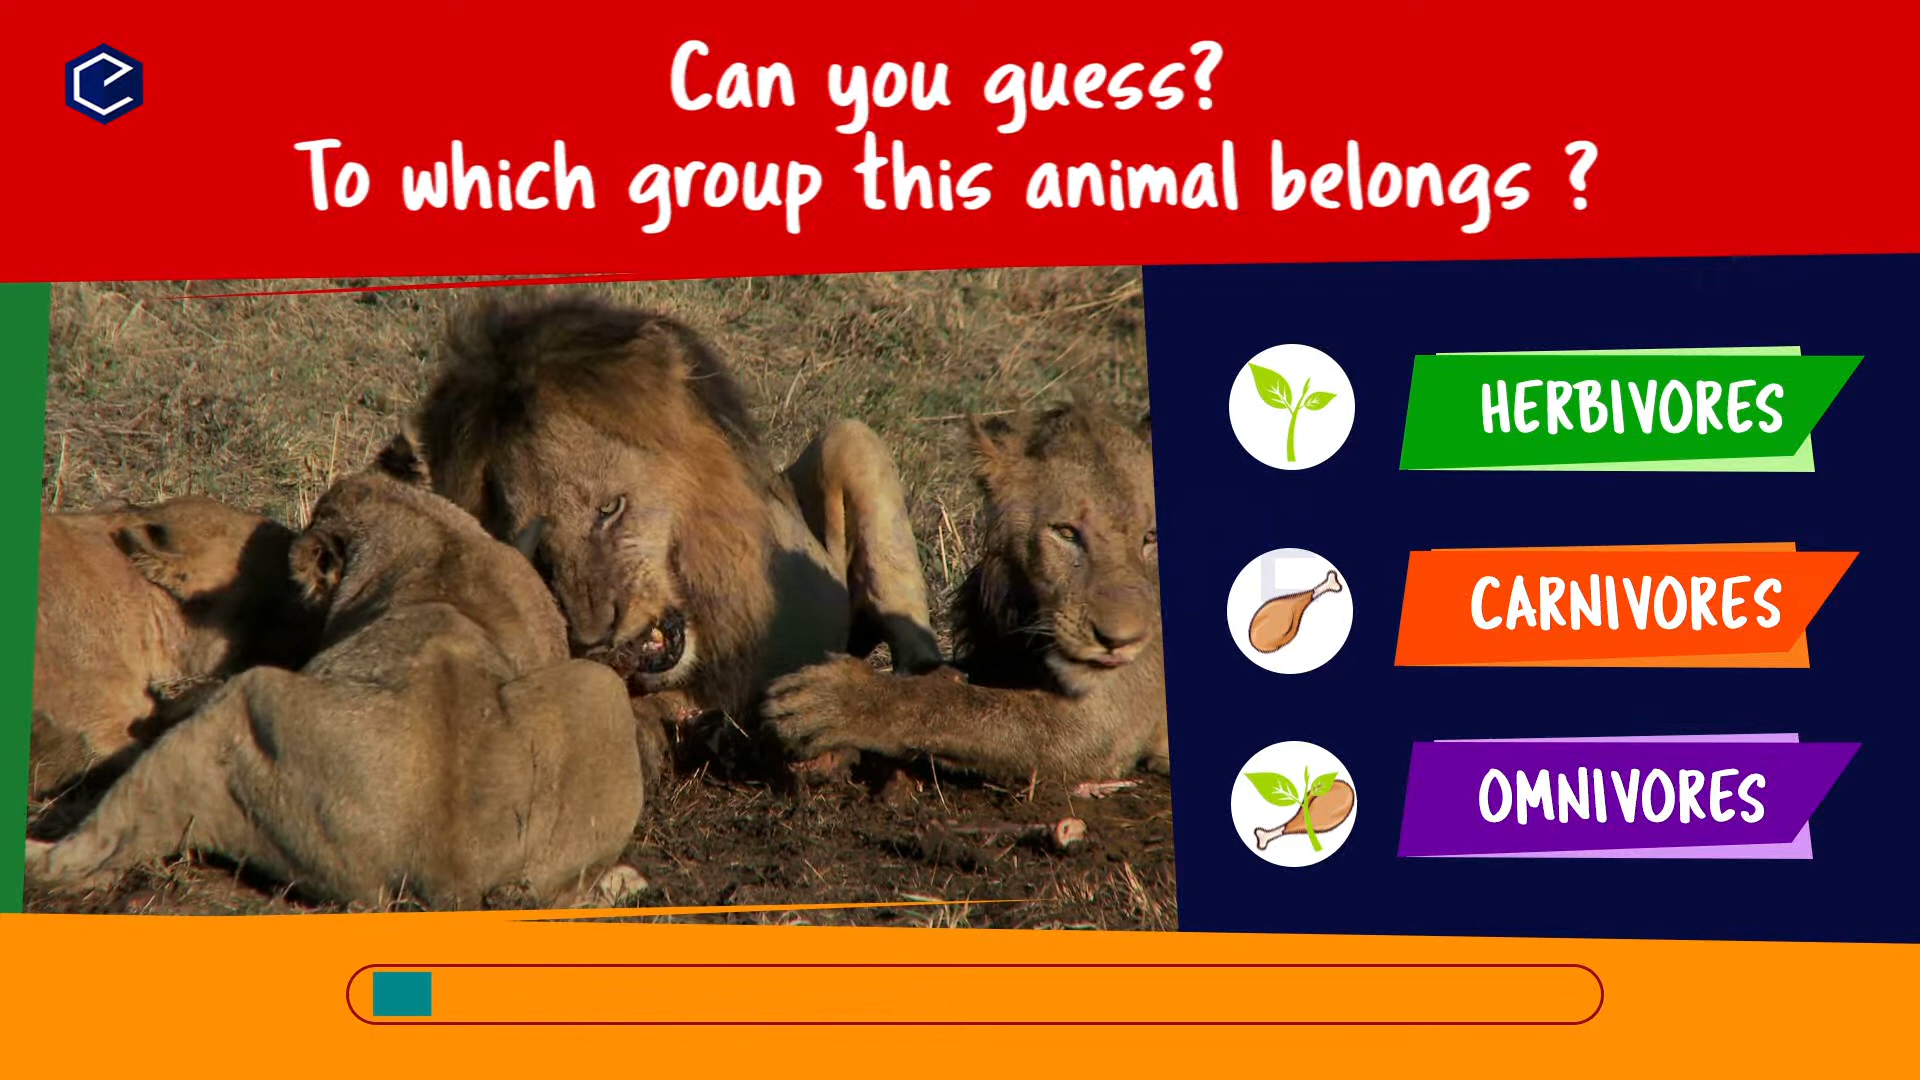 Can you guess?
To which group this animal belongs ?
HERBIVORES
CARNIVORES
OMNIVORES